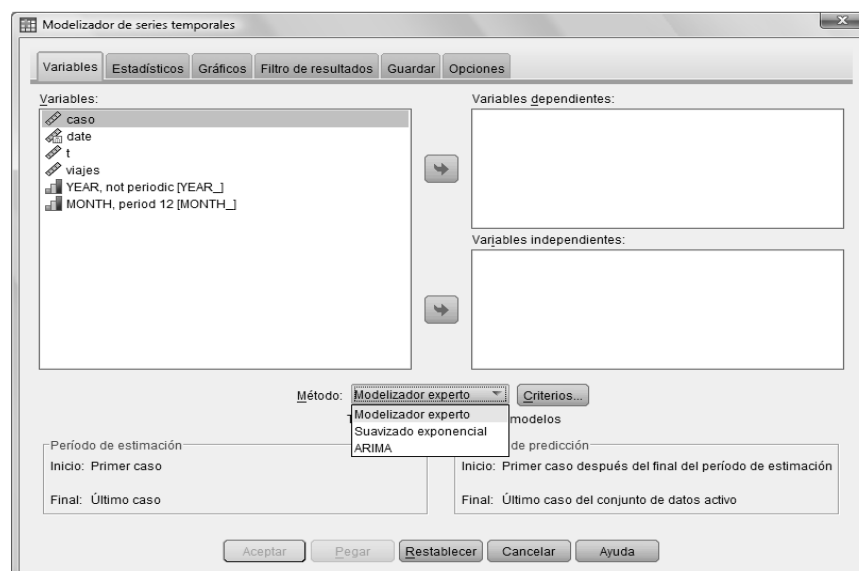 Modelizador de series temporales
Variables Estadísticos Gráficos Filtro de resultados Guardar Opciones
Variables:
caso
date
t
viajes
YEAR, not periodic [YEAR_]
MONTH, period 12 [MONTH_]
Variables dependientes:
Variables independientes:
Método: Modelizador experto Criterios...
Modelizador experto
Suavizado exponencial
ARIMA
modelos
Período de estimación
Inicio: Primer caso
Final: Último caso
de predicción
Inicio: Primer caso después del final del período de estimación
Final: Último caso del conjunto de datos activo
Aceptar Pegar Restablecer Cancelar Ayuda